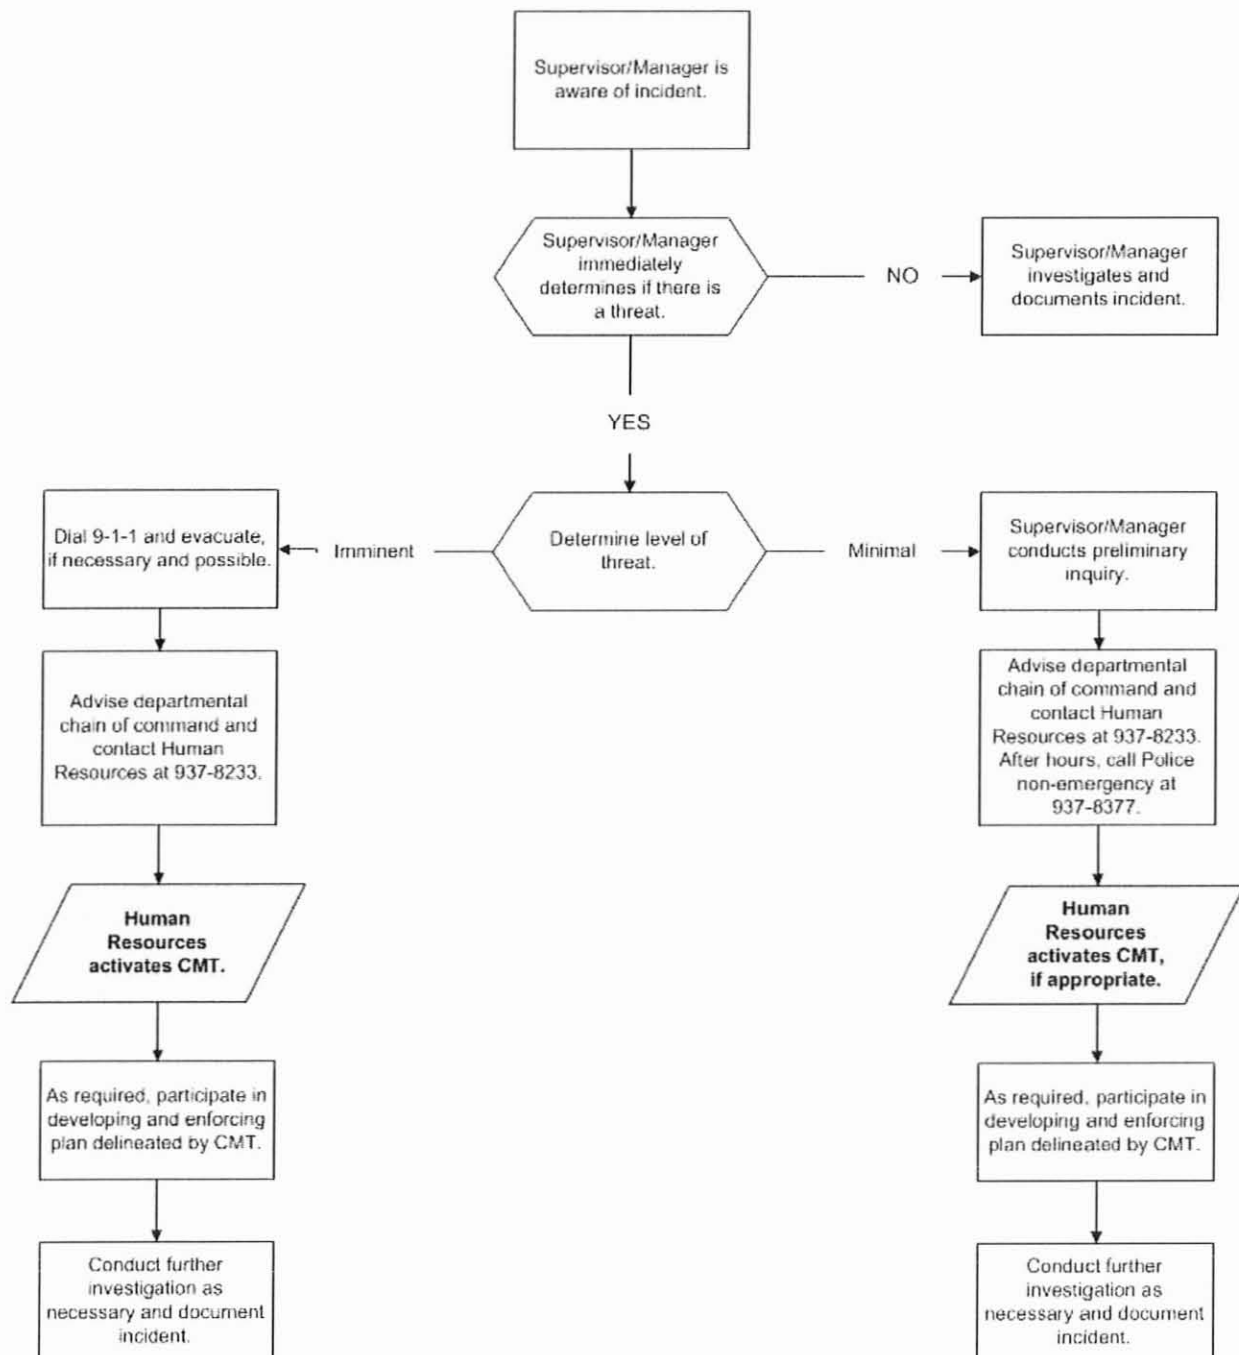 Supervisor/Manager is
aware of incident.
Supervisor/Manager
immediately
determines if there is
a threat.
NO
Supervisor/Manager
investigates and
documents incident.
YES
Dial 9-1-1 and evacuate,
if necessary and possible.
Imminent
Determine level of
threat.
Minimal
Supervisor/Manager
conducts preliminary
inquiry.
Advise departmental
chain of command and
contact Human
Resources at 937-8233.
Advise departmental
chain of command and
contact Human
Resources at 937-8233.
After hours, call Police
non-emergency at
937-8377.
Human
Resources
activates CMT.
Human
Resources
activates CMT,
if appropriate.
As required, participate in
developing and enforcing
plan delineated by CMT.
As required, participate in
developing and enforcing
plan delineated by CMT.
Conduct further
investigation as
necessary and document
incident.
Conduct further
investigation as
necessary and document
incident.